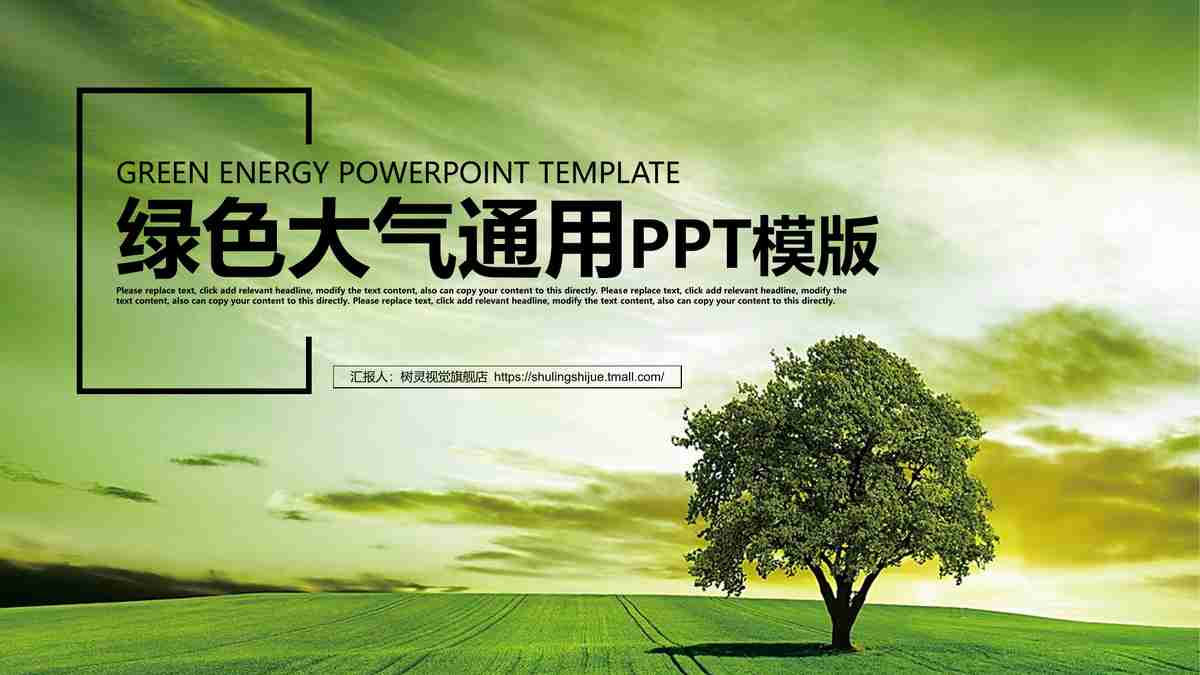 GREEN ENERGY POWERPOINT TEMPLATE
绿色大气通用PPT模版
Please replace text, click add relevant headline, modify the text content, also can copy your content to this directly. Please replace text, click add relevant headline, modify the
text content, also can copy your content to this directly. Please replace text, click add relevant headline, modify the text content, also can copy your content to this directly.
汇报人：树灵视觉旗舰店 https://shulingshijue.tmall.com/